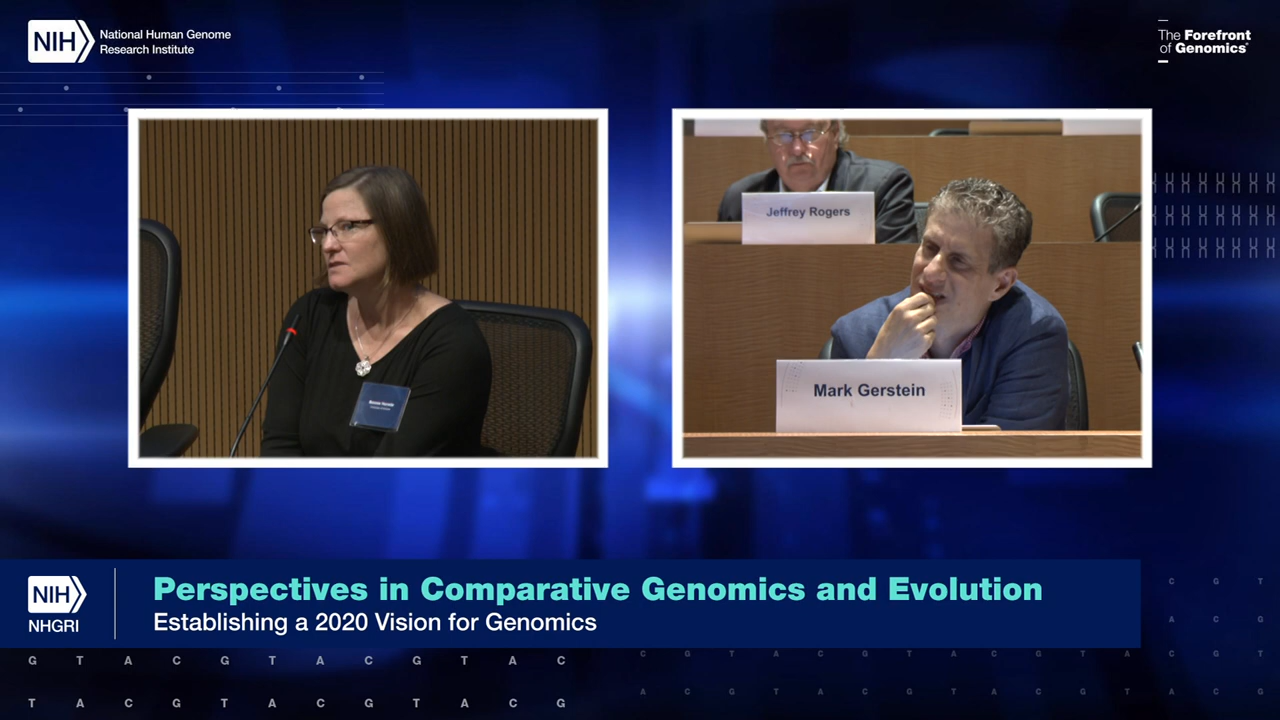 NIH
National Human Genome
Research Institute
The Forefront
of Genomics
Jeffrey Rogers
Mark Gerstein
NIH
NHGRI
Perspectives in Comparative Genomics and Evolution
Establishing a 2020 Vision for Genomics
C G T
A C G
G T A C G T A C G T A C
C G T A C G T A C G T A C G T
T A C G T A C G T A C G
A C G T A C G T A C G T A C G